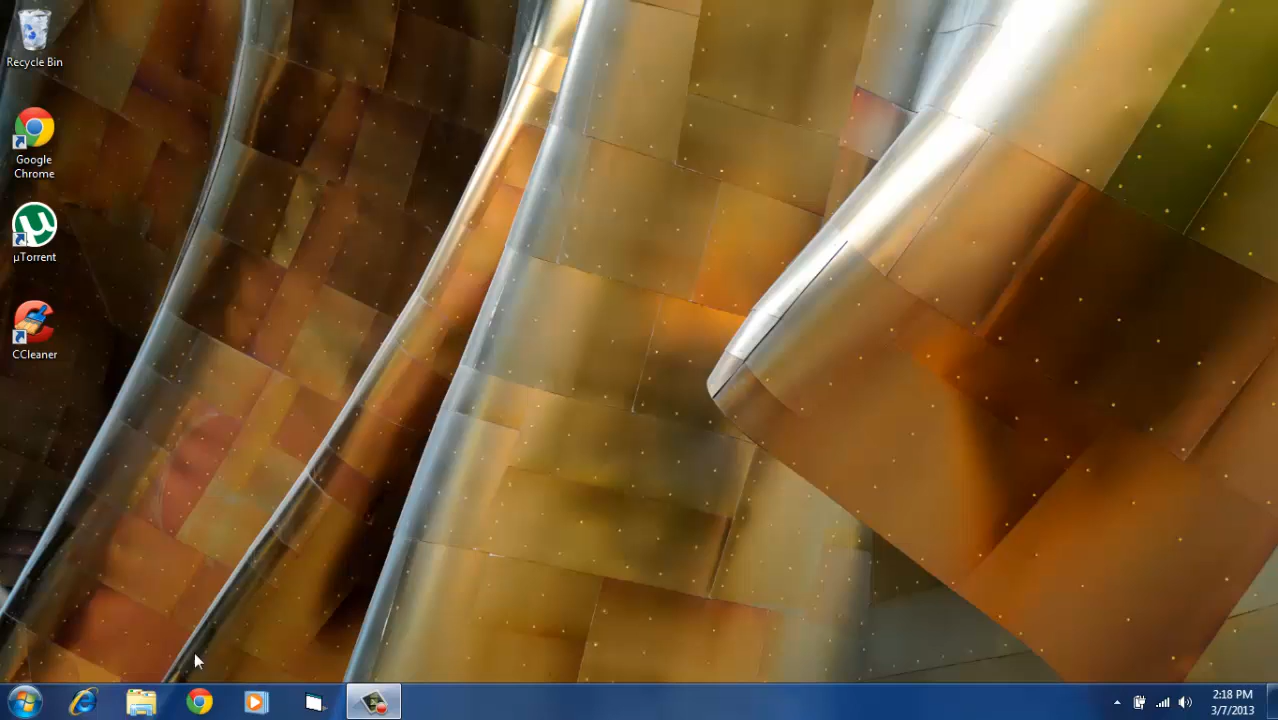 Recycle Bin
Google
Chrome
µTorrent
CCleaner
2:18 PM
3/7/2013